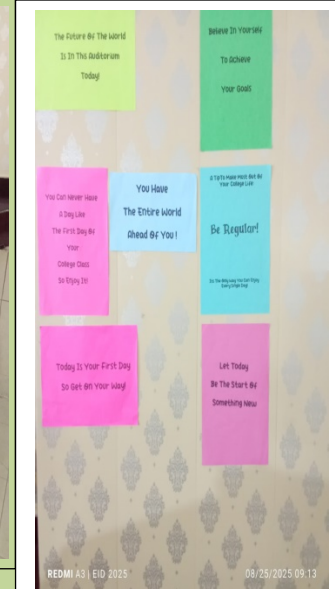 The Future Of The World
Is In This Auditorium
Today!
Believe In Yourself
To Achieve
Your Goals
You Can Never Have
A Day Like
The First Day Of
Your
College Class
So Enjoy It!
You Have
The Entire World
Ahead Of You !
Your College Life:
Be Regular!
Today Is Your First Day
So Get On Your Way!
Let Today
Be The Start Of
Something New
REDMI A3 | EID 2025
08/25/2025 09:13